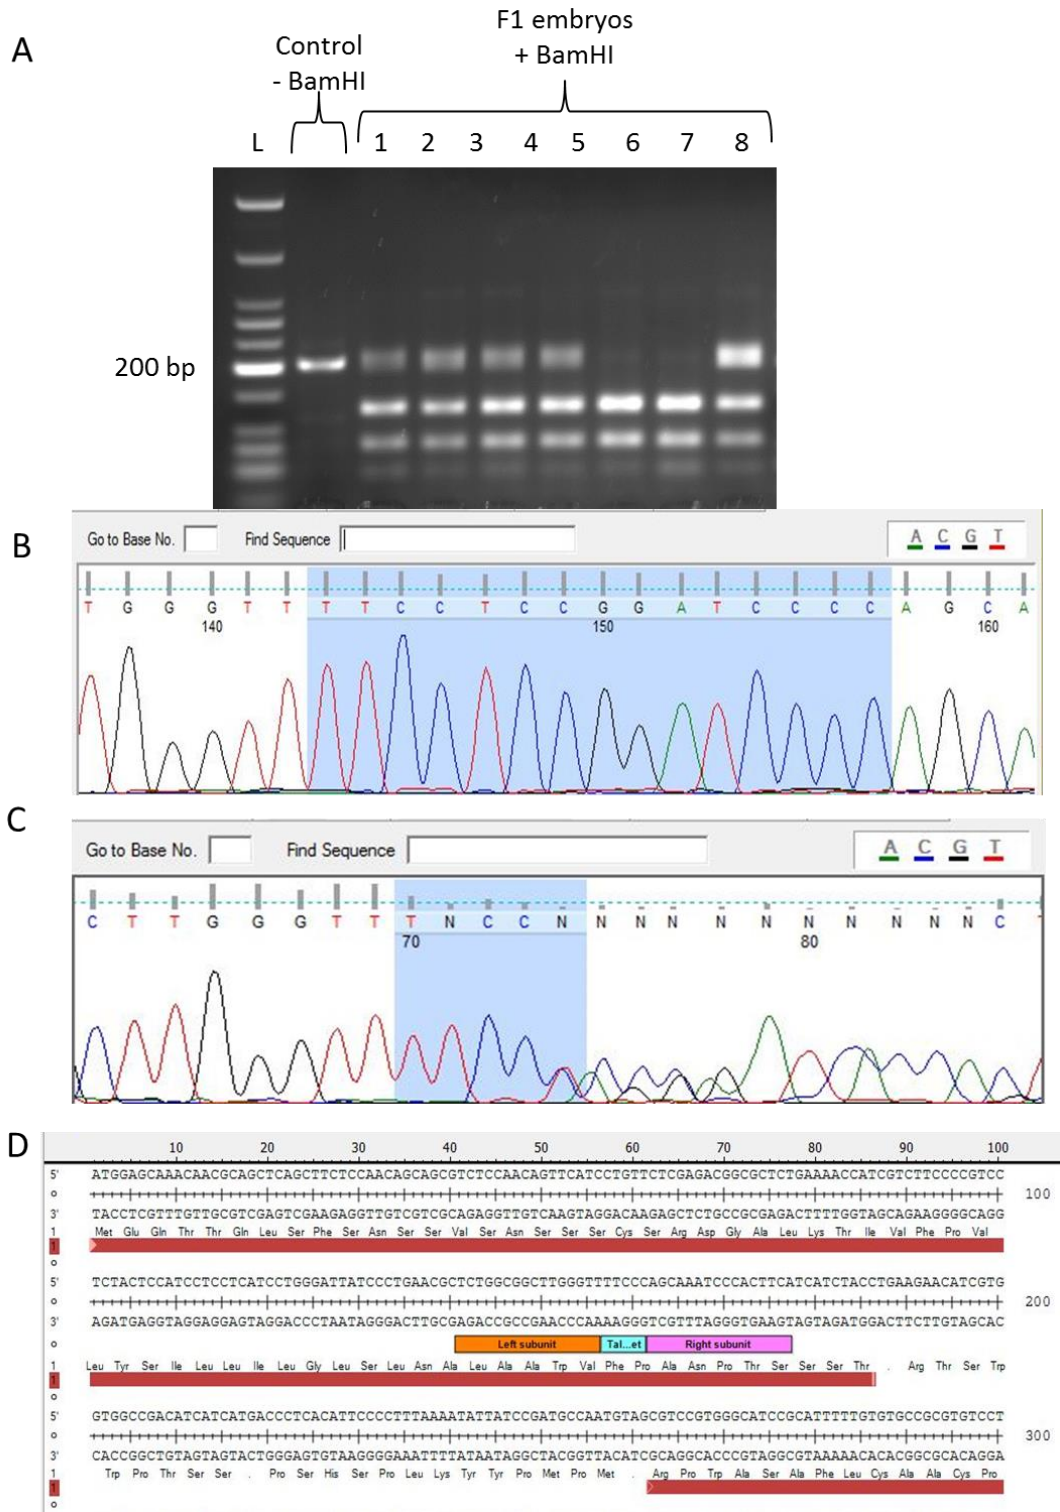 A
Control
- BamHI
F1 embryos
+ BamHI
L 1 2 3 4 5 6 7 8
200 bp
B
Go to Base No. Find Sequence A C G T
T G G G T T T T C C T C C G G A T C C C C A G C A
140 150 160
C
Go to Base No. Find Sequence A C G T
C T T G G G T T T N C C N N N N N N N N N N N C T
70 80
D
10 20 30 40 50 60 70 80 90 100
5' ATGGAGCAAACAACGCAGCTCAGCTTCTCCAACAGCAGCGTCTCCAACAGTTCATCCTGTTCTCGAGACGGCGCTCTGAAAACCATCGTCTTCCCCGTCC
100
3' TACCTCGTTTGTTGCGTCGAGTCGAAGAGGTTGTCGTCGCAGAGGTTGTCAAGTAGGACAAGAGCTCTGCCGCGAGACTTTTGGTAGCAGAAGGGGCAGG
1 Met Glu Gln Thr Thr Gln Leu Ser Phe Ser Asn Ser Ser Val Ser Asn Ser Ser Ser Cys Ser Arg Asp Gly Ala Leu Lys Thr Ile Val Phe Pro Val
1
5' TCTACTCCATCCTCCTCATCCTGGGATTATCCCTGAACGCTCTGGCGGCTTGGGTTTTCCCAGCAAATCCCACTTCATCATCTACCTGAAGAACATCGTG
200
3' AGATGAGGTAGGAGGAGTAGGACCCTAATAGGGACTTGCGAGACCGCCGAACCCAAAAGGGTCGTTTAGGGTGAAGTAGTAGATGGACTTCTTGTAGCAC
Left subunit Tal...et Right subunit
1 Leu Tyr Ser Ile Leu Leu Ile Leu Gly Leu Ser Leu Asn Ala Leu Ala Ala Trp Val Phe Pro Ala Asn Pro Thr Ser Ser Ser Thr . Arg Thr Ser Trp
1
5' GTGGCCGACATCATCATGACCCTCACATTCCCCTTTAAAATATTATCCGATGCCAATGTAGCGTCCGTGGGCATCCGCATTTTTGTGTGCCGCGTGTCCT
300
3' CACCGGCTGTAGTAGTACTGGGAGTGTAAGGGGAAATTTTATAATAGGCTACGGTTACATCGCAGGCACCCGTAGGCGTAAAAACACACGGCGCACAGGA
1 Trp Pro Thr Ser Ser . Pro Ser His Ser Pro Leu Lys Tyr Tyr Pro Met Pro Met . Arg Pro Trp Ala Ser Ala Phe Leu Cys Ala Ala Cys Pro
1